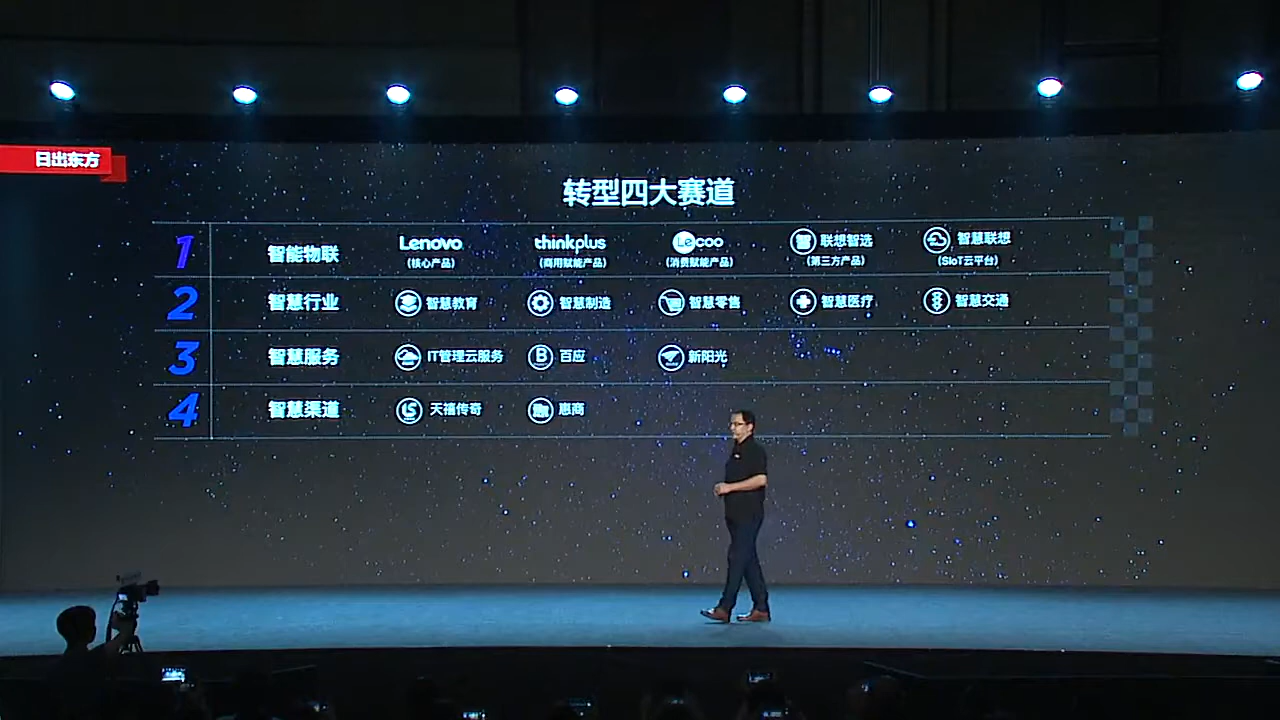 日出东方
转型四大赛道
1 智能物联 Lenovo thinkplus Lecoo 智 联想智选 智慧联想
(核心产品) (商用赋能产品) (消费赋能产品) (第三方产品) (SIoT云平台)
2 智慧行业 智慧教育 智慧制造 智慧零售 智慧医疗 智慧交通
3 智慧服务 IT管理云服务 B 百应 新阳光
4 智慧渠道 LS 天禧传奇 惠商